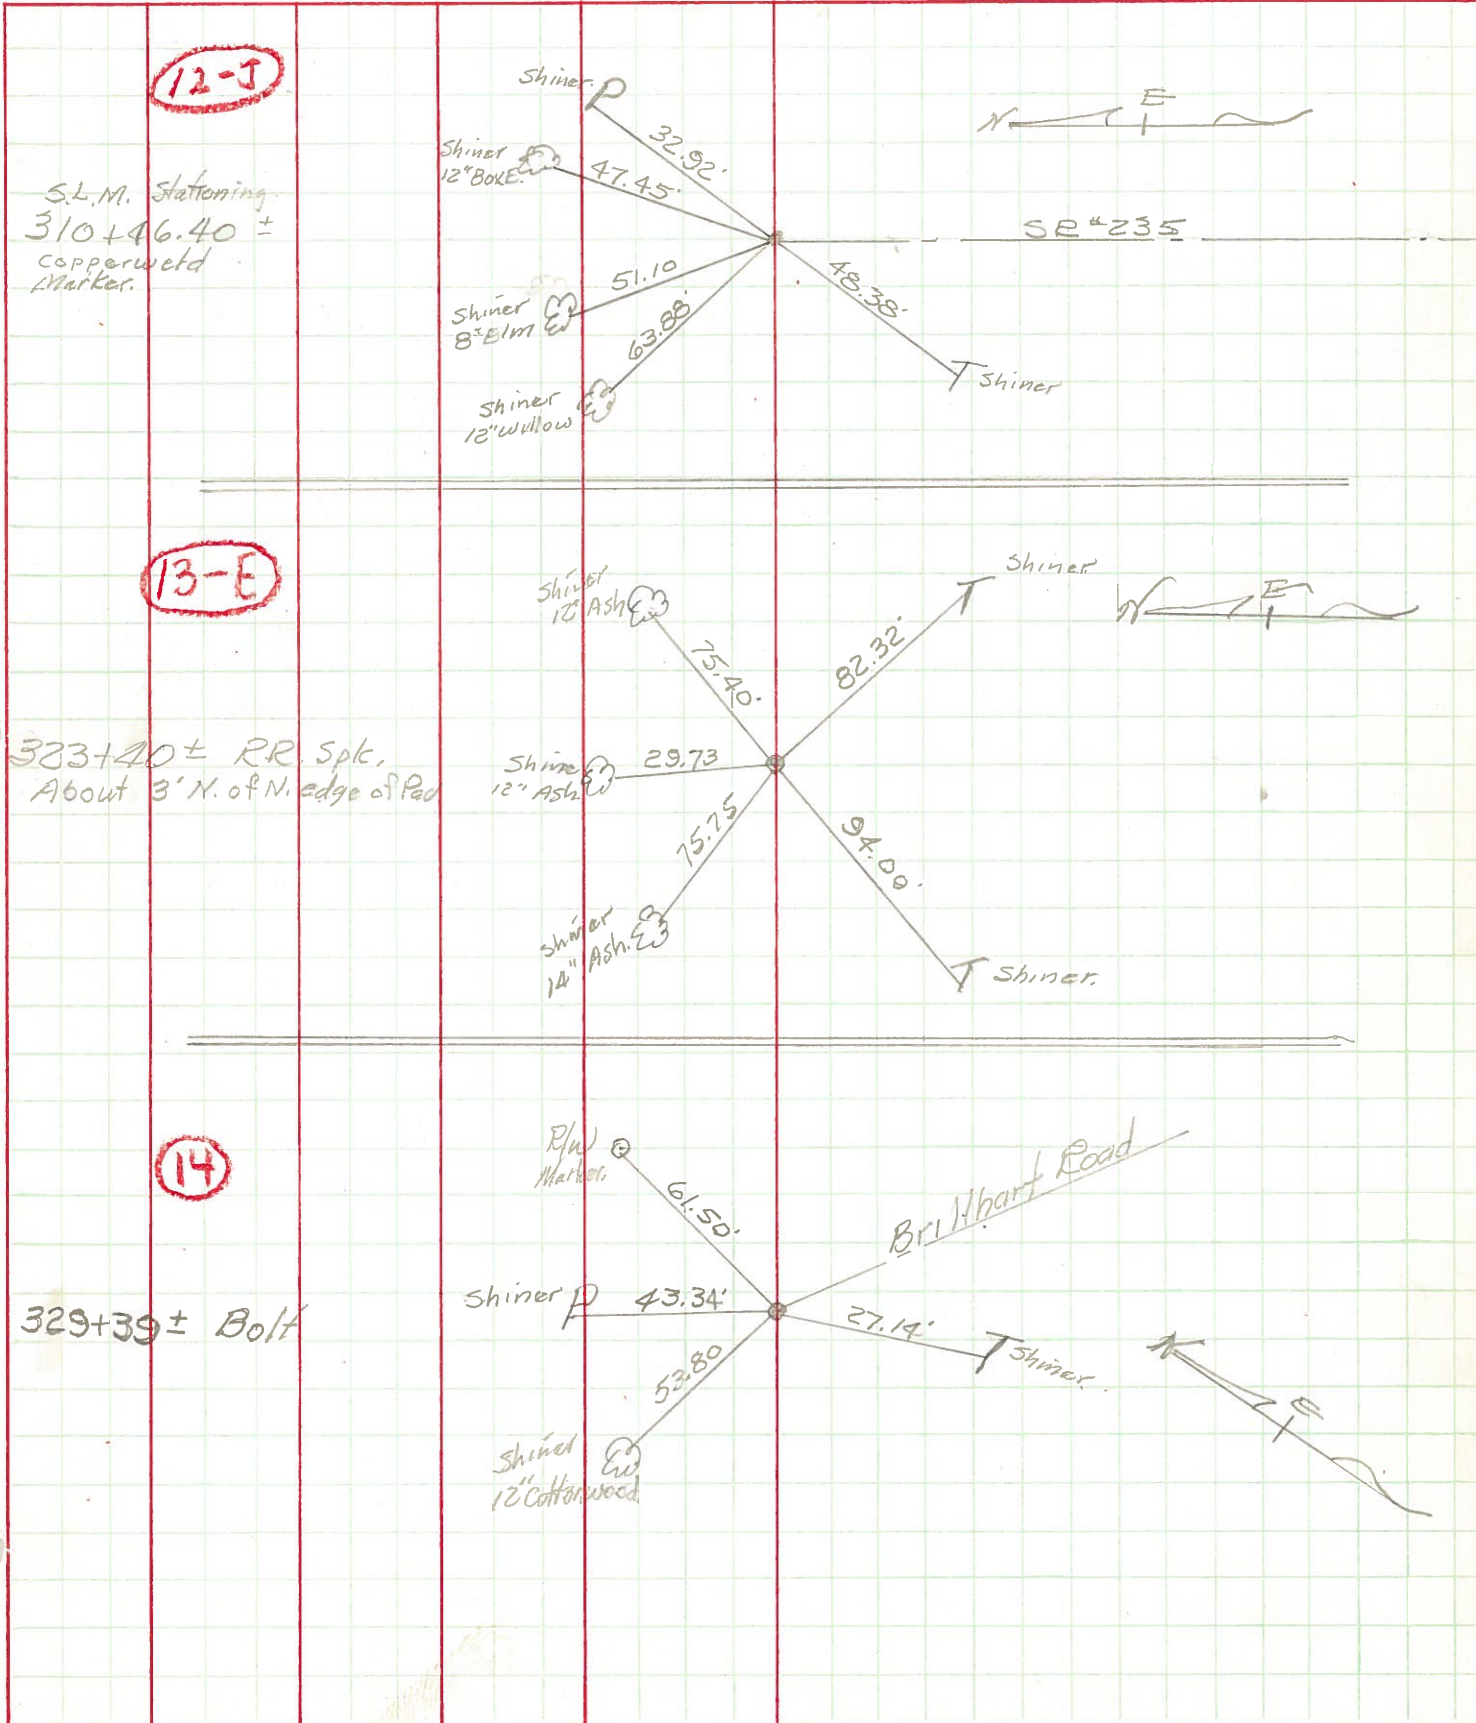 12-J
S.L.M. Stationing
310+46.40 ±
Copperweld
Marker.
Shiner. P
32.92'
Shiner
12" Box E.
47.45'
51.10
Shiner
8" Elm
63.88'
Shiner
12" Willow
48.38'
T Shiner
SR #235
N E
13-E
323+20± RR. Spk.
About 3' N. of N. edge of Pad
Shiner
12" Ash
75.40'
Shiner
T
82.32'
Shiner
12" Ash
29.73
75.75
Shiner
14" Ash.
94.00'
T Shiner.
N E
14
329+39± Bolt
R/W
Marker.
61.50'
Brillhart Road
Shiner P
43.34'
27.14'
T Shiner.
53.80
Shiner
12" Cottonwood
N E